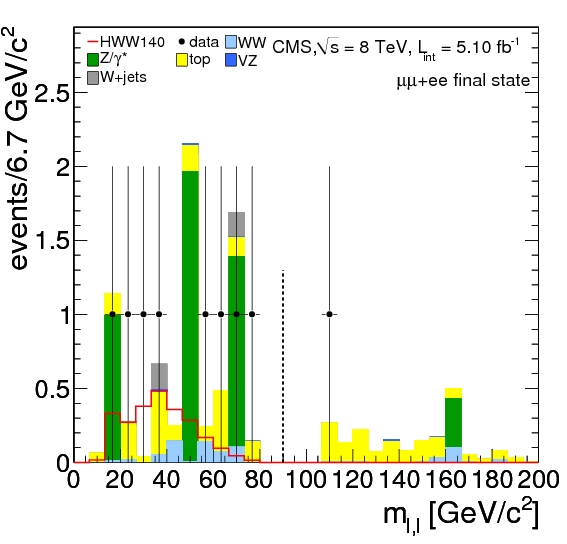 HWW140 data WW CMS,√s = 8 TeV, L_int = 5.10 fb⁻¹
Z/γ* top VZ
W+jets μμ+ee final state
events/6.7 GeV/c²
2.5
2
1.5
1
0.5
0
0 20 40 60 80 100 120 140 160 180 200
m_l,l [GeV/c²]